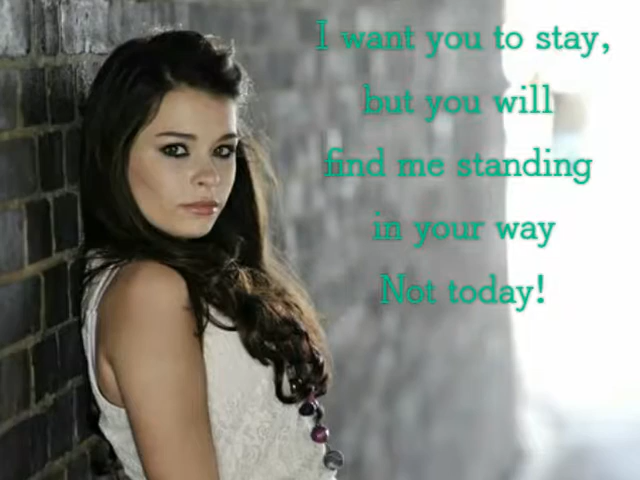 I want you to stay,
but you will
find me standing
in your way
Not today!